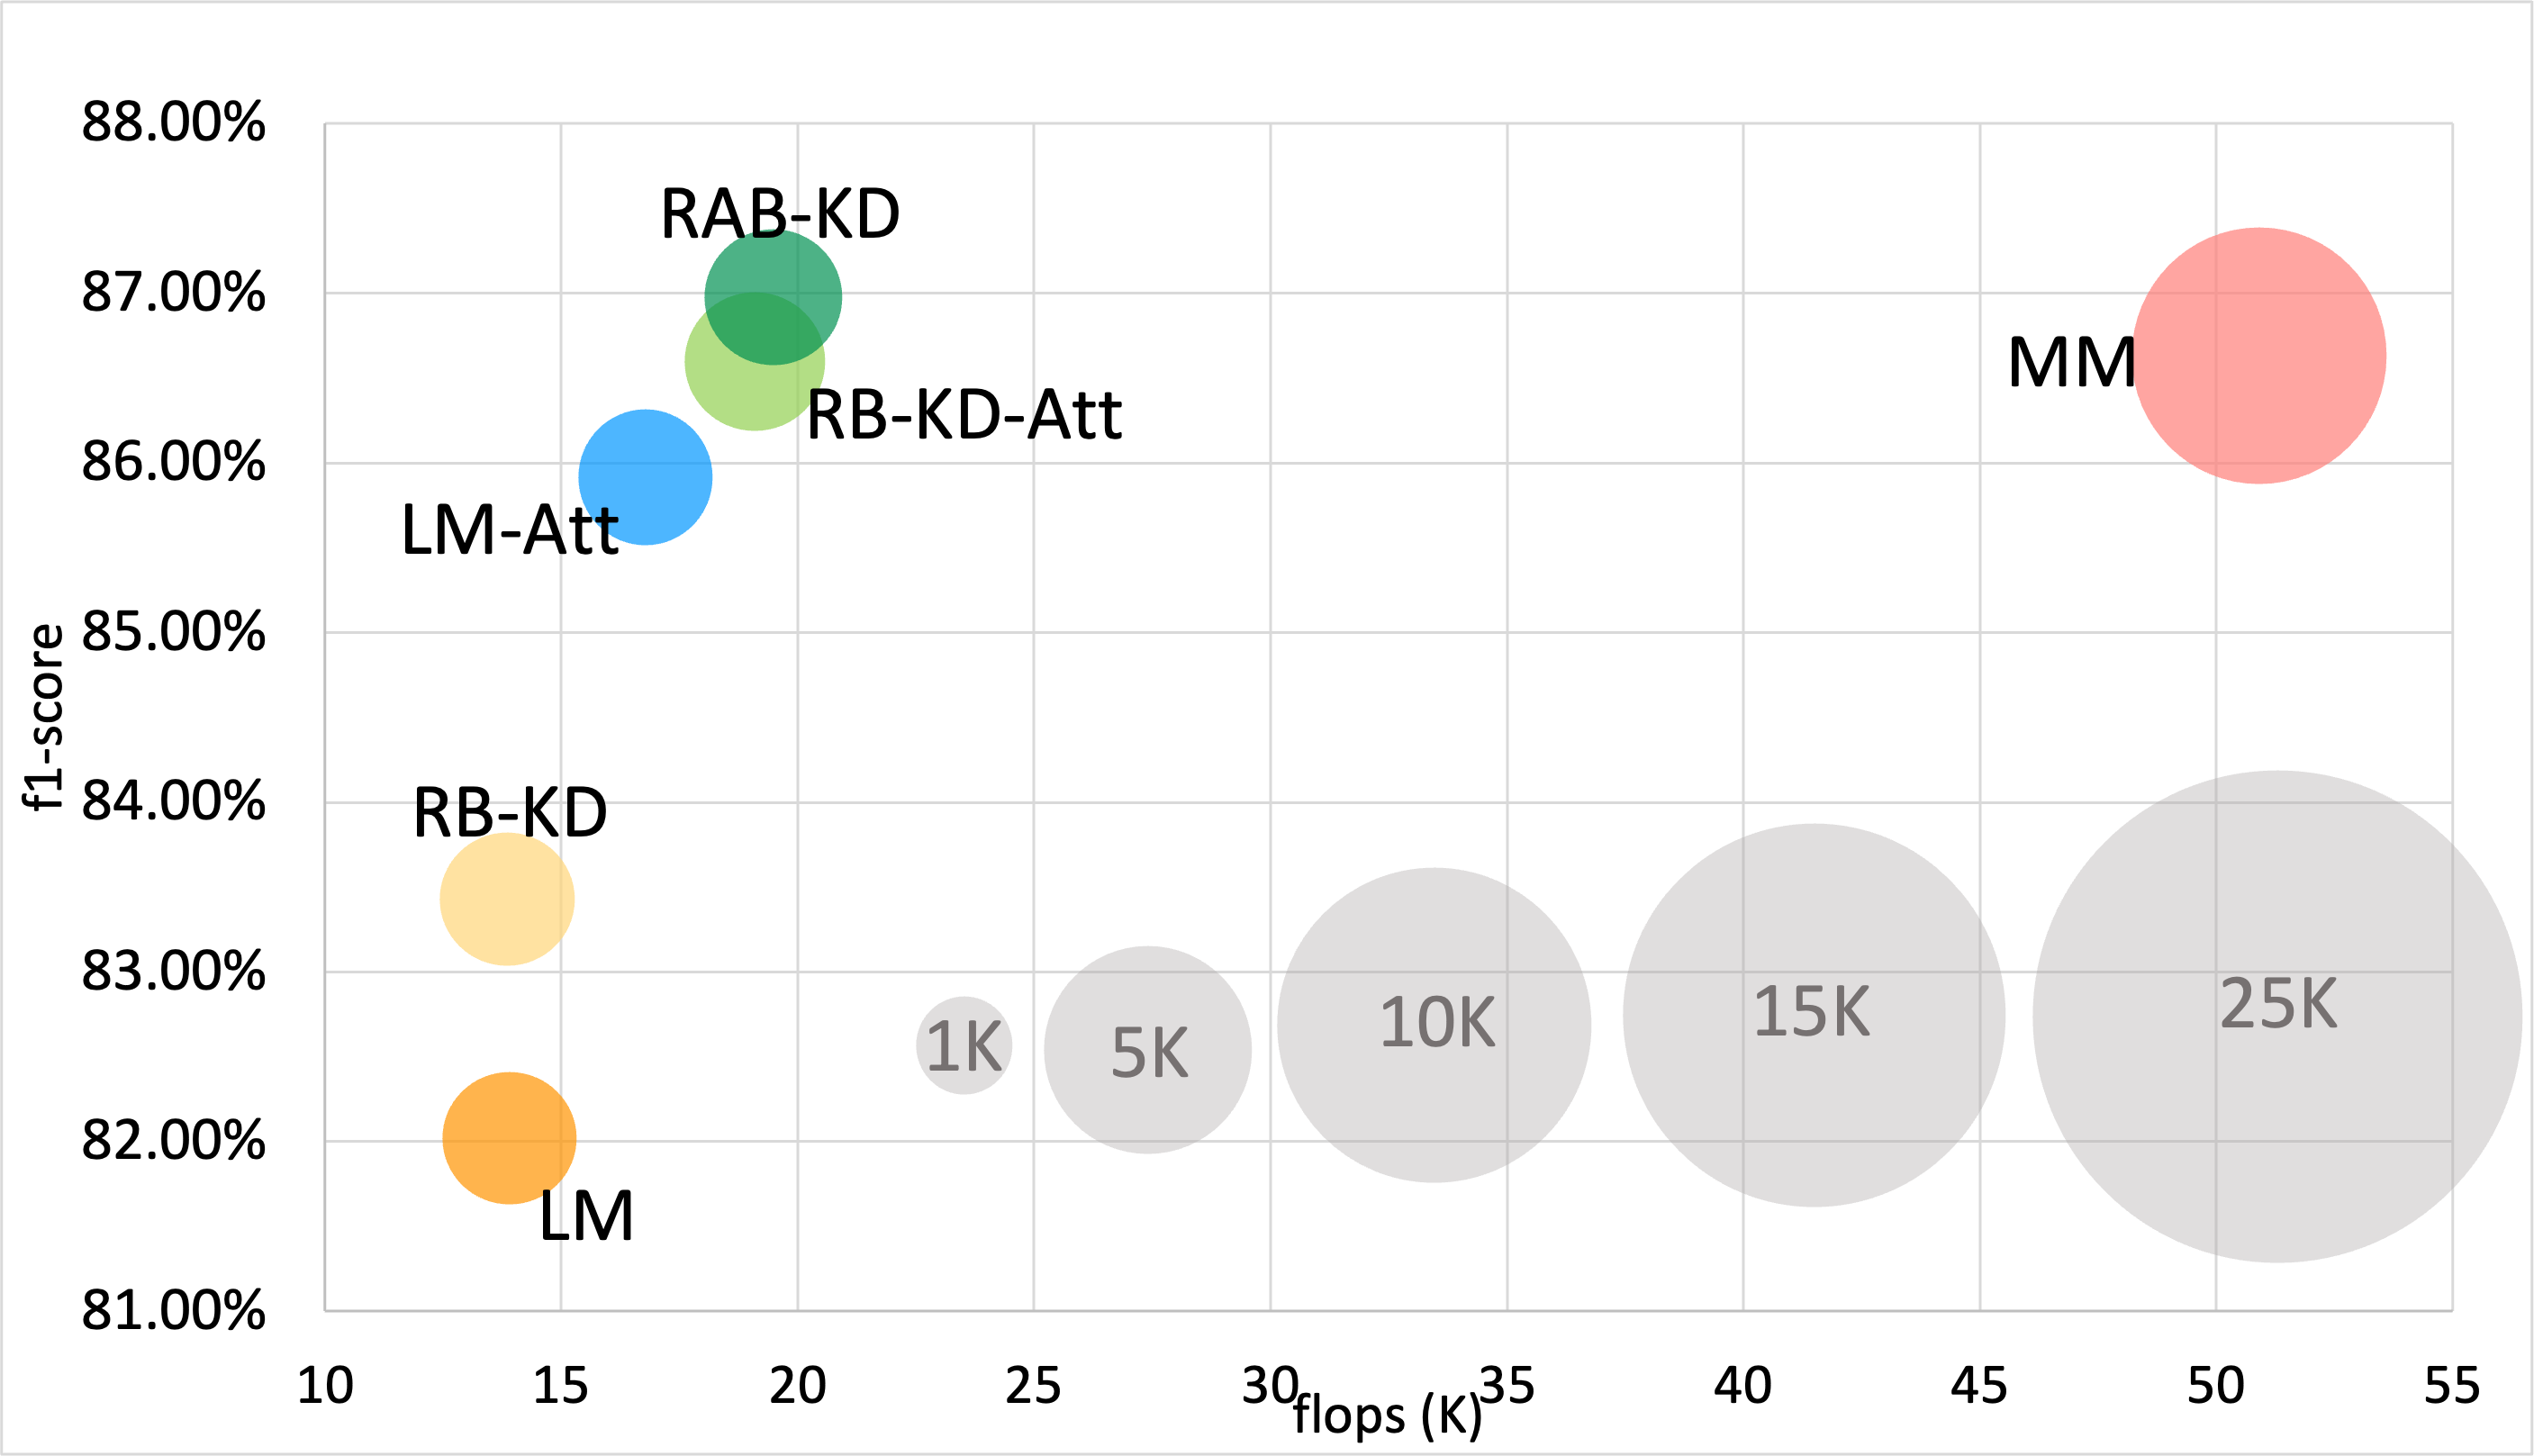 88.00%
RAB-KD
87.00%
MM
RB-KD-Att
86.00%
LM-Att
85.00%
f1-score
84.00%
RB-KD
83.00%
1K
5K
10K
15K
25K
82.00%
LM
81.00%
10 15 20 25 30 35 40 45 50 55
flops (K)